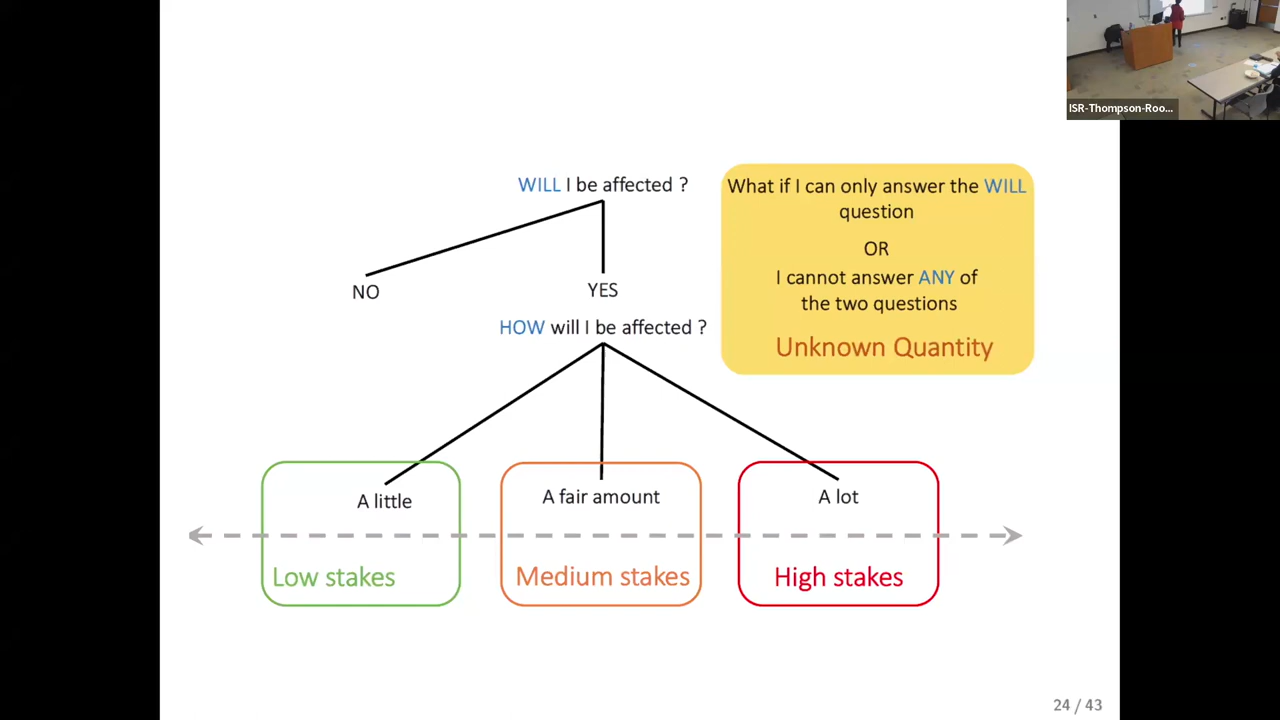 ISR-Thompson-Roo...
WILL I be affected ?
NO
YES
HOW will I be affected ?
What if I can only answer the WILL
question
OR
I cannot answer ANY of
the two questions
Unknown Quantity
A little
A fair amount
A lot
Low stakes
Medium stakes
High stakes
24 / 43